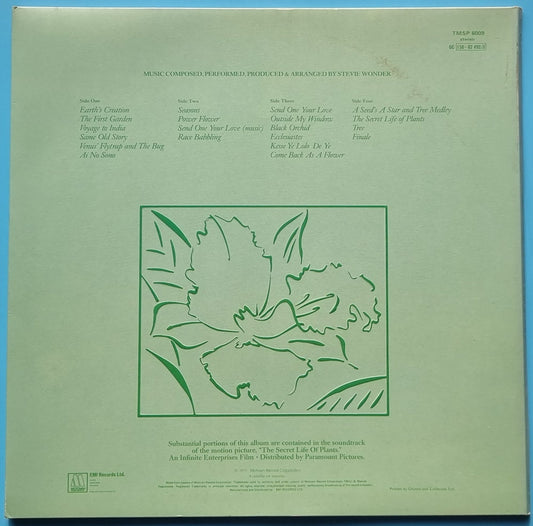 TMSP 6009
STEREO
MUSIC COMPOSED, PERFORMED, PRODUCED & ARRANGED BY STEVIE WONDER
Side One
Earth's Creation
The First Garden
Voyage to India
Same Old Story
Venus' Flytrap and The Bug
Ai No Sono
Side Two
Seasons
Power Flower
Send One Your Love (music)
Race Babbling
Side Three
Send One Your Love
Outside My Window
Black Orchid
Ecclesiastes
Kesse Ye Lolo De Ye
Come Back As A Flower
Side Four
A Seed's A Star and Tree Medley
The Secret Life of Plants
Tree
Finale
Substantial portions of this album are contained in the soundtrack
of the motion picture, "The Secret Life Of Plants."
An Infinite Enterprises Film • Distributed by Paramount Pictures.
Motown Record Corporation
EMI Records Ltd.